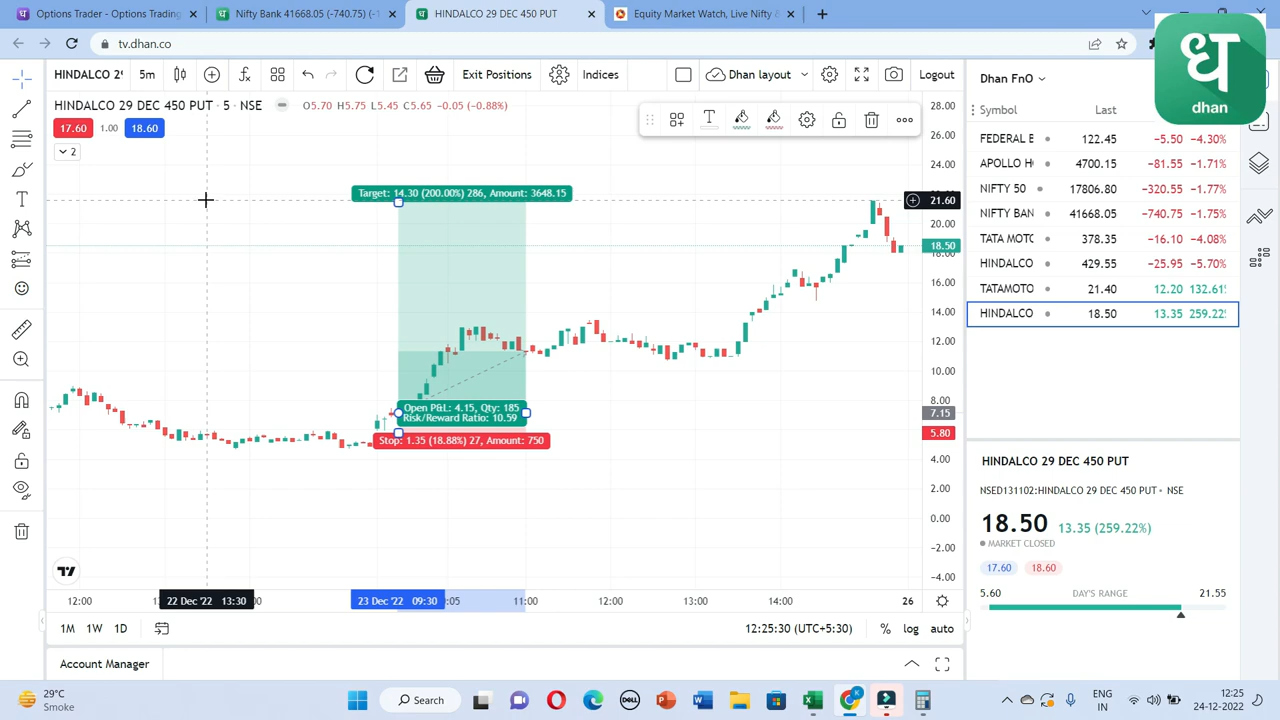 Options Trader - Options Trading
Nifty Bank 41668.05 (-740.75) (-1
HINDALCO 29 DEC 450 PUT
Equity Market Watch, Live Nifty &
tv.dhan.co
HINDALCO 29
5m
Exit Positions
Indices
Dhan layout
Logout
HINDALCO 29 DEC 450 PUT · 5 · NSE
O5.70 H5.75 L5.45 C5.65 -0.05 (-0.88%)
17.60
1.00
18.60
2
Target: 14.30 (200.00%) 286, Amount: 3648.15
Open P&L: 4.15, Qty: 185
Risk/Reward Ratio: 10.59
Stop: 1.35 (18.88%) 27, Amount: 750
28.00
26.00
24.00
21.60
20.00
18.50
18.00
16.00
14.00
12.00
10.00
8.00
7.15
5.80
4.00
2.00
0.00
-2.00
-4.00
12:00
22 Dec '22 13:30
23 Dec '22 09:30
11:00
12:00
13:00
14:00
26
1M 1W 1D
12:25:30 (UTC+5:30)
% log auto
Account Manager
Dhan FnO
Symbol Last
FEDERAL 122.45 -5.50 -4.30%
APOLLO 4700.15 -81.55 -1.71%
NIFTY 50 17806.80 -320.55 -1.77%
NIFTY BAN 41668.05 -740.75 -1.75%
TATA MOTC 378.35 -16.10 -4.08%
HINDALCO 429.55 -25.95 -5.70%
TATAMOTO 21.40 12.20 132.61
HINDALCO 18.50 13.35 259.22
HINDALCO 29 DEC 450 PUT
NSED131102:HINDALCO 29 DEC 450 PUT · NSE
18.50 13.35 (259.22%)
MARKET CLOSED
17.60 18.60
5.60 DAY'S RANGE 21.55
ध
dhan
29°C
Smoke
Search
DELL
ENG
IN
12:25
24-12-2022